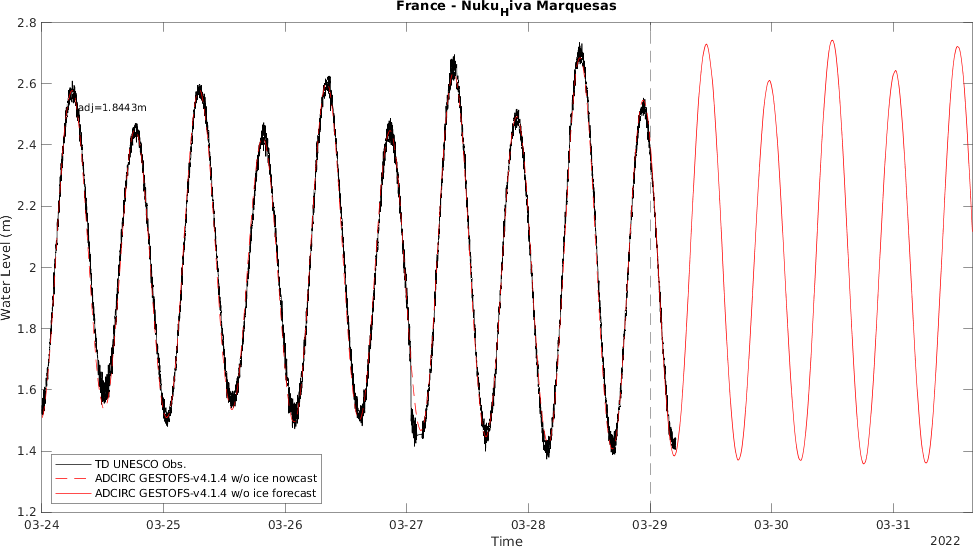 France - Nuku_Hiva Marquesas
2.8
2.6
adj=1.8443m
2.4
2.2
Water Level (m)
2
1.8
1.6
1.4
TD UNESCO Obs.
ADCIRC GESTOFS-v4.1.4 w/o ice nowcast
ADCIRC GESTOFS-v4.1.4 w/o ice forecast
1.2
03-24 03-25 03-26 03-27 03-28 03-29 03-30 03-31
Time
2022